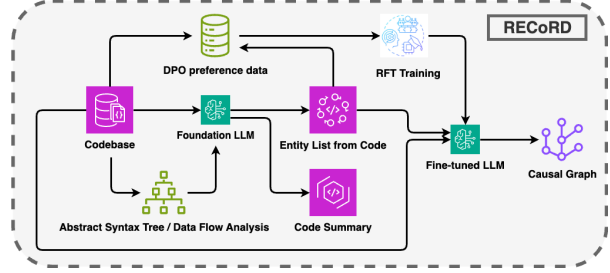 RECoRD
DPO preference data
RFT Training
Codebase
Foundation LLM
Entity List from Code
Fine-tuned LLM
Causal Graph
Abstract Syntax Tree / Data Flow Analysis
Code Summary